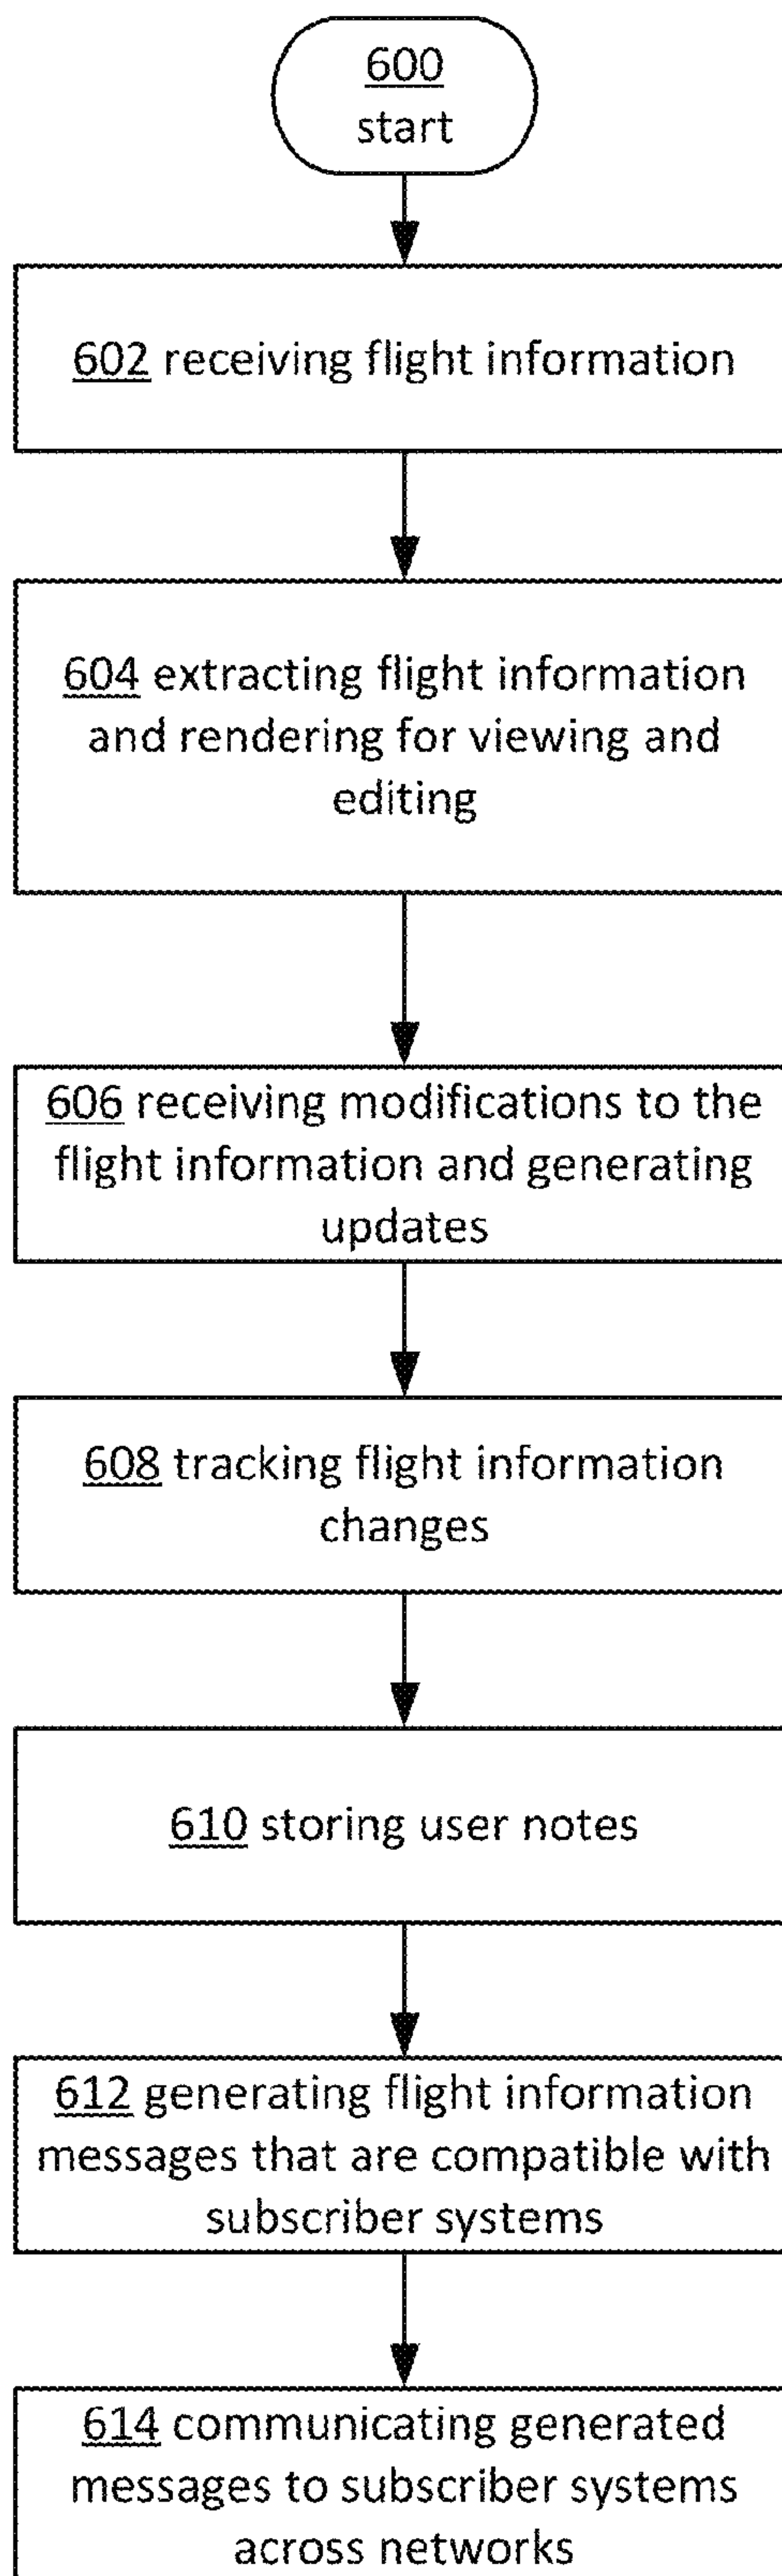 600
start
602 receiving flight information
604 extracting flight information
and rendering for viewing and
editing
606 receiving modifications to the
flight information and generating
updates
608 tracking flight information
changes
610 storing user notes
612 generating flight information
messages that are compatible with
subscriber systems
614 communicating generated
messages to subscriber systems
across networks